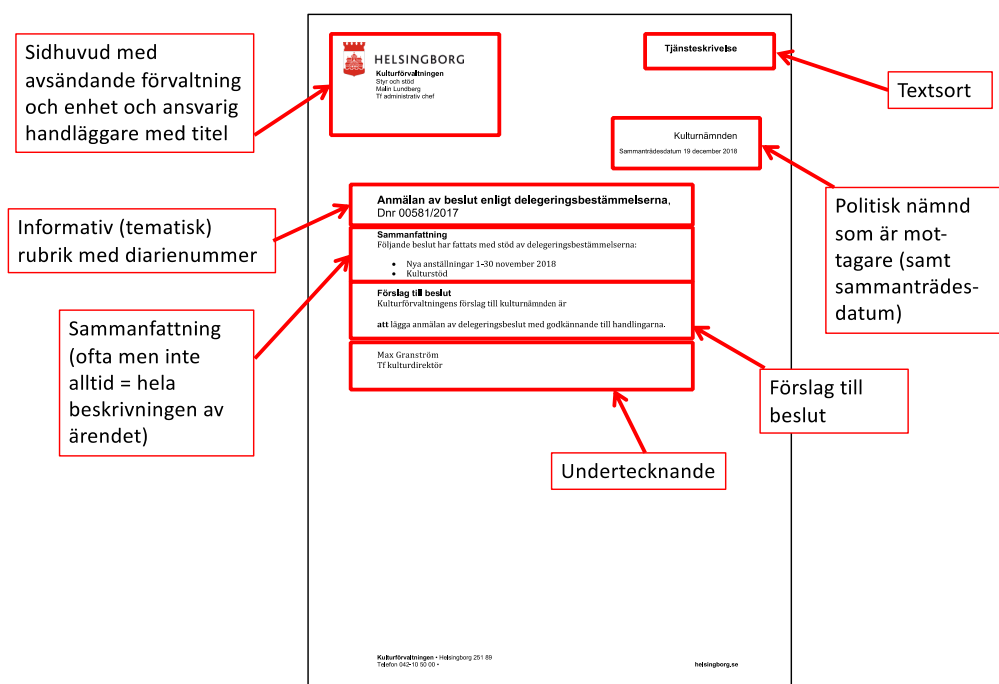 Sidhuvud med
avsändande förvaltning
och enhet och ansvarig
handläggare med titel
HELSINGBORG
Kulturförvaltningen
Styr och stöd
Malin Lundberg
Tf administrativ chef
Tjänsteskrivelse
Textsort
Kulturnämnden
Sammanträdesdatum 19 december 2018
Politisk nämnd
som är mot-
tagare (samt
sammanträdes-
datum)
Informativ (tematisk)
rubrik med diarienummer
Anmälan av beslut enligt delegeringsbestämmelserna,
Dnr 00581/2017
Sammanfattning
Följande beslut har fattats med stöd av delegeringsbestämmelserna:
• Nya anställningar 1-30 november 2018
• Kulturstöd
Sammanfattning
(ofta men inte
alltid = hela
beskrivningen av
ärendet)
Förslag till beslut
Kulturförvaltningens förslag till kulturnämnden är
att lägga anmälan av delegeringsbeslut med godkännande till handlingarna.
Förslag till
beslut
Max Granström
Tf kulturdirektör
Undertecknande
Kulturförvaltningen • Helsingborg 251 89
Telefon 042-10 50 00 •
helsingborg.se